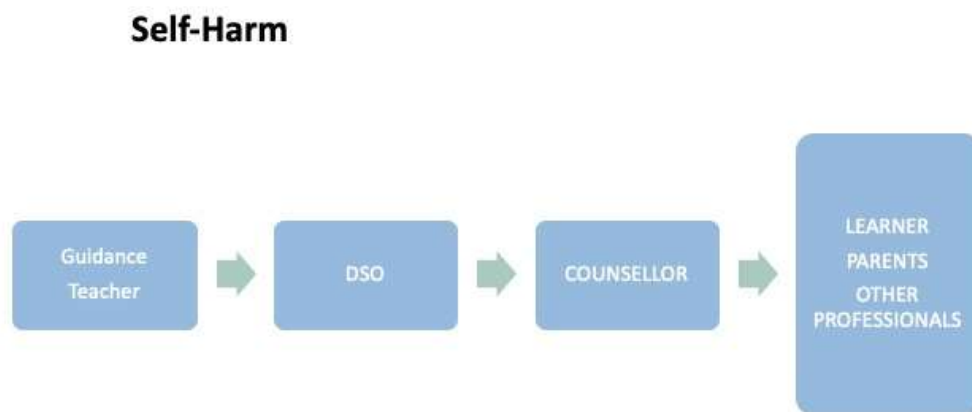 Self-Harm
Guidance
Teacher
DSO
COUNSELLOR
LEARNER
PARENTS
OTHER
PROFESSIONALS